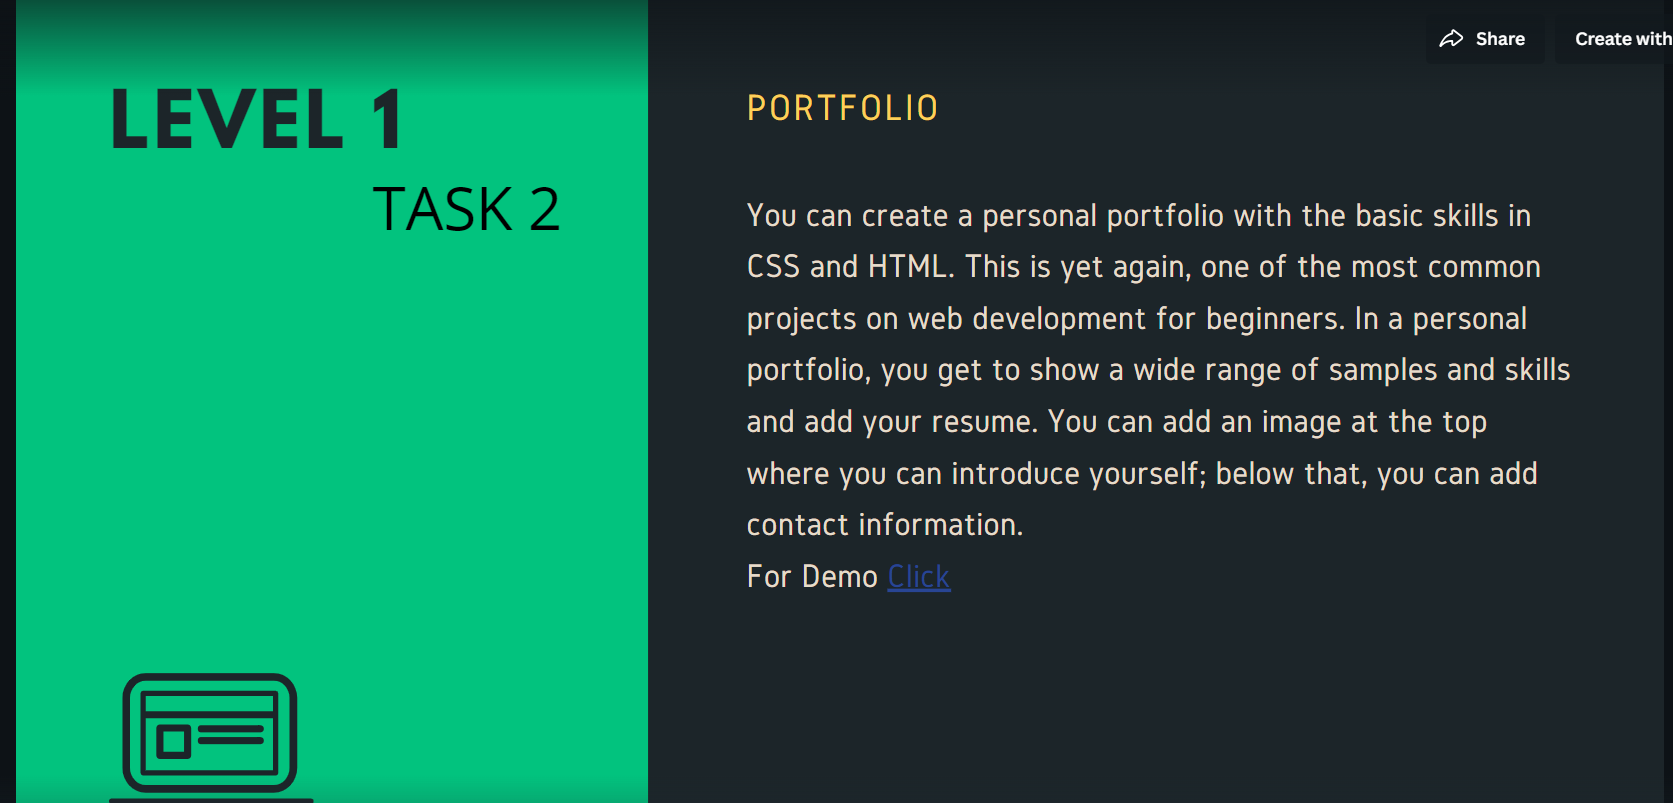 Share
Create with
LEVEL 1
TASK 2
PORTFOLIO
You can create a personal portfolio with the basic skills in
CSS and HTML. This is yet again, one of the most common
projects on web development for beginners. In a personal
portfolio, you get to show a wide range of samples and skills
and add your resume. You can add an image at the top
where you can introduce yourself; below that, you can add
contact information.
For Demo Click